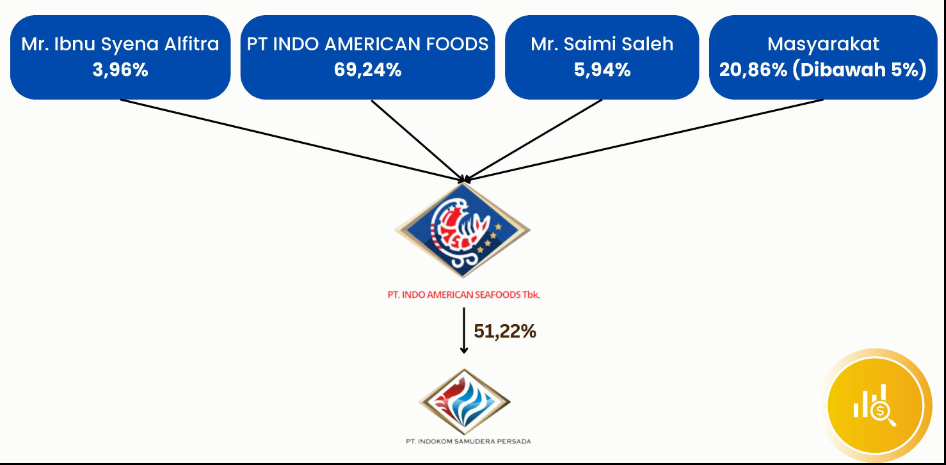 Mr. Ibnu Syena Alfitra
3,96%
PT INDO AMERICAN FOODS
69,24%
Mr. Saimi Saleh
5,94%
Masyarakat
20,86% (Dibawah 5%)
PT. INDO AMERICAN SEAFOODS Tbk.
51,22%
PT. INDOKOM SAMUDERA PERSADA
$